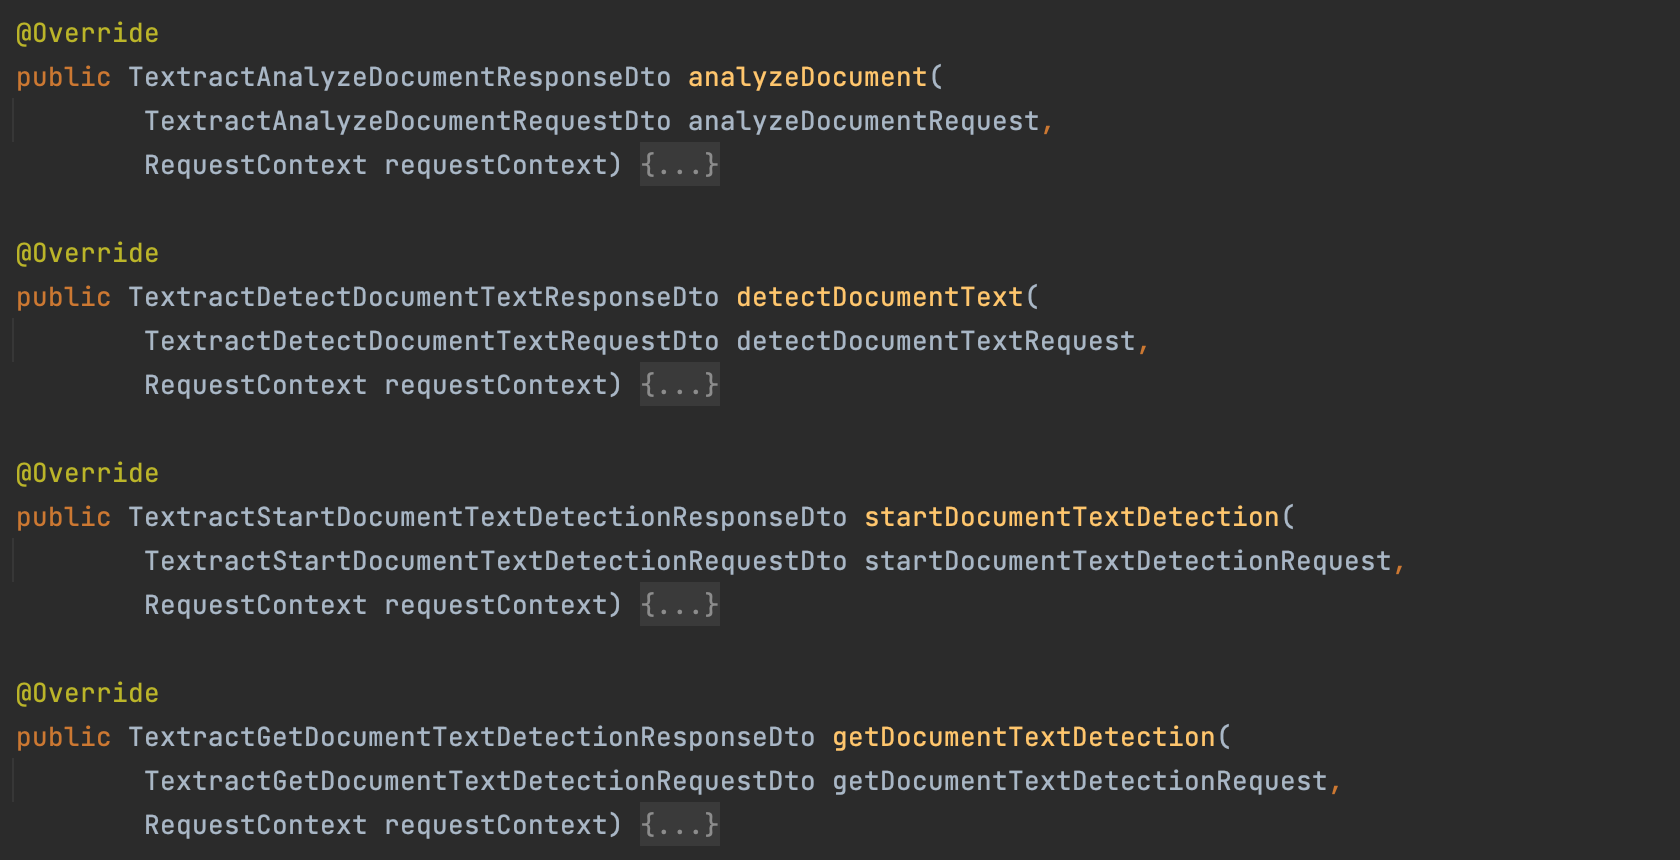 @Override
public TextractAnalyzeDocumentResponseDto analyzeDocument(
TextractAnalyzeDocumentRequestDto analyzeDocumentRequest,
RequestContext requestContext) {...}
@Override
public TextractDetectDocumentTextResponseDto detectDocumentText(
TextractDetectDocumentTextRequestDto detectDocumentTextRequest,
RequestContext requestContext) {...}
@Override
public TextractStartDocumentTextDetectionResponseDto startDocumentTextDetection(
TextractStartDocumentTextDetectionRequestDto startDocumentTextDetectionRequest,
RequestContext requestContext) {...}
@Override
public TextractGetDocumentTextDetectionResponseDto getDocumentTextDetection(
TextractGetDocumentTextDetectionRequestDto getDocumentTextDetectionRequest,
RequestContext requestContext) {...}